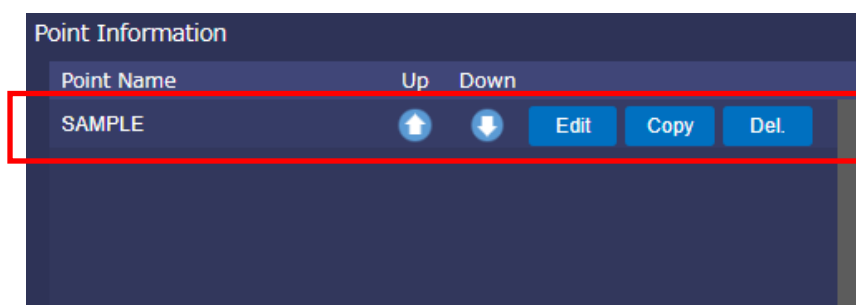 Point Information
Point Name Up Down
SAMPLE Edit Copy Del.